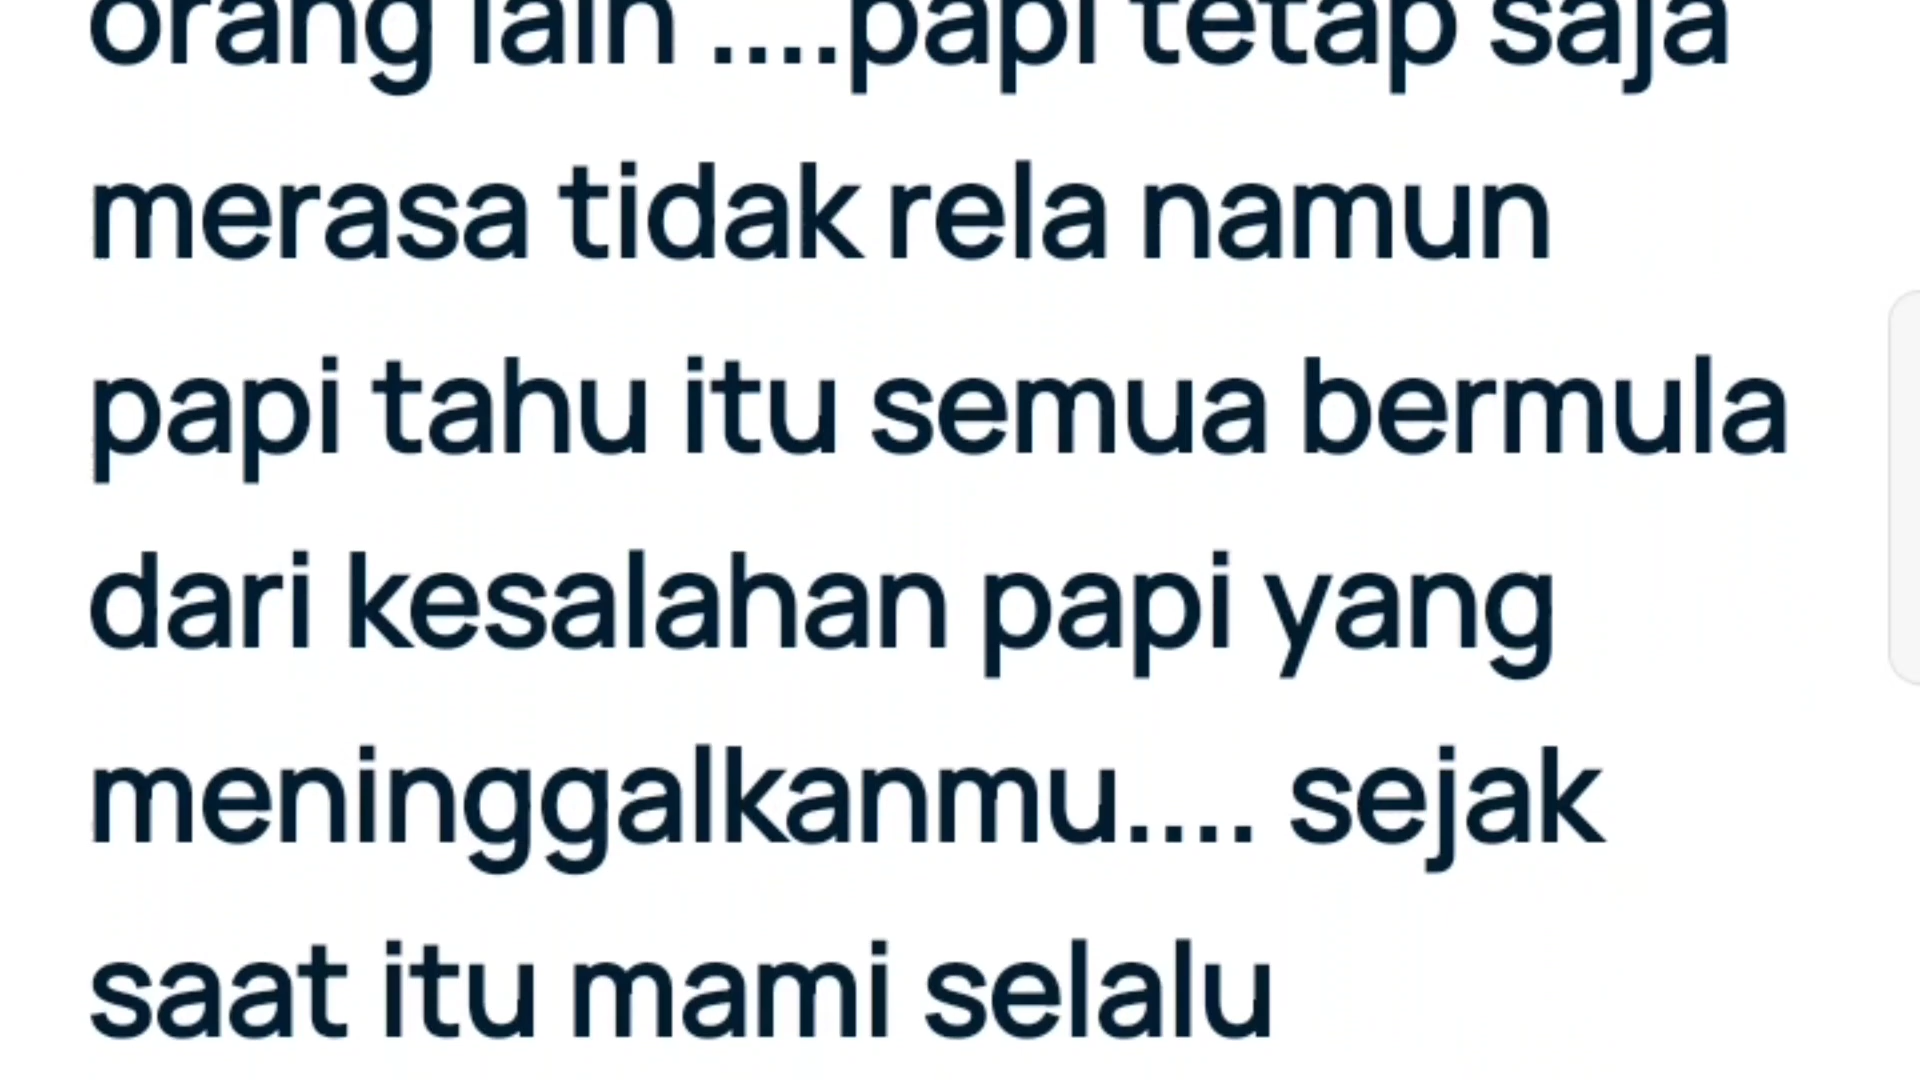 orang lain ....papi tetap saja
merasa tidak rela namun
papi tahu itu semua bermula
dari kesalahan papi yang
meninggalkanmu.... sejak
saat itu mami selalu